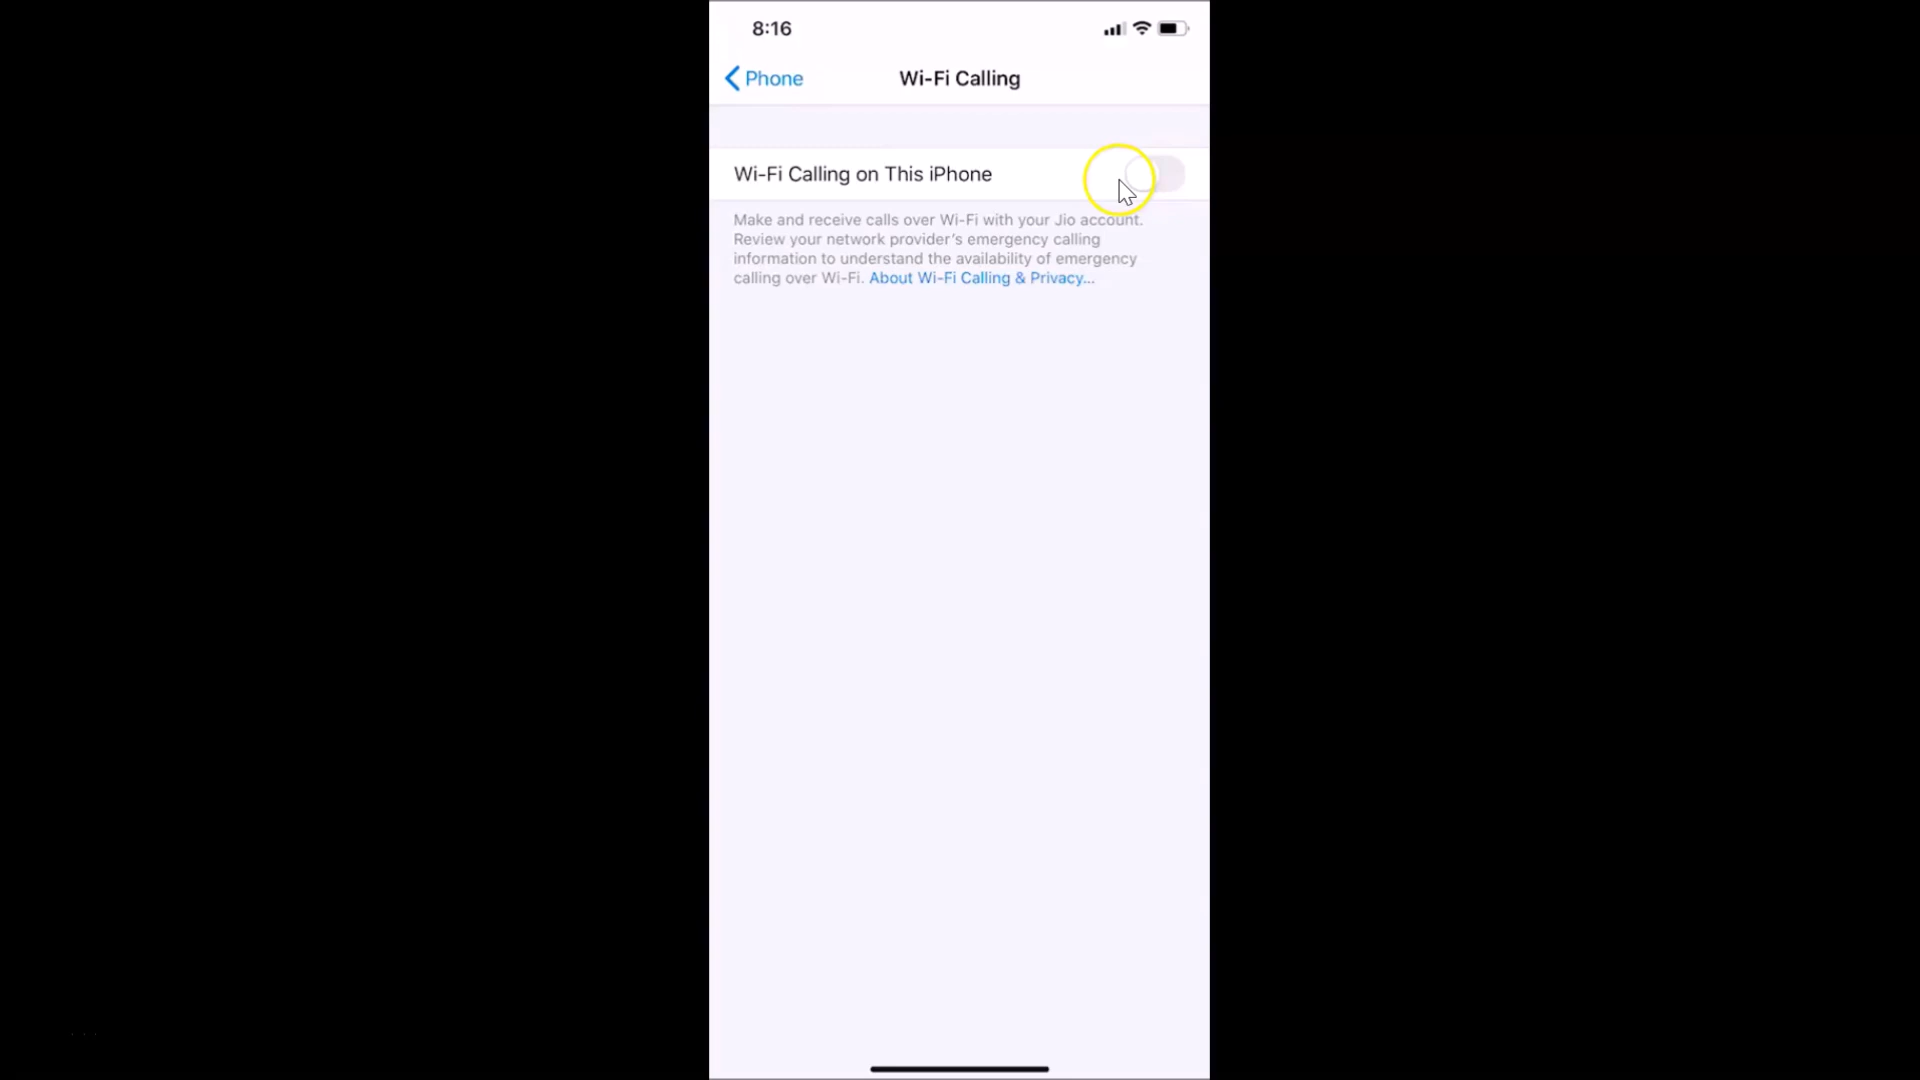 8:16
Phone
Wi-Fi Calling
Wi-Fi Calling on This iPhone
Make and receive calls over Wi-Fi with your Jio account.
Review your network provider's emergency calling
information to understand the availability of emergency
calling over Wi-Fi. About Wi-Fi Calling & Privacy...